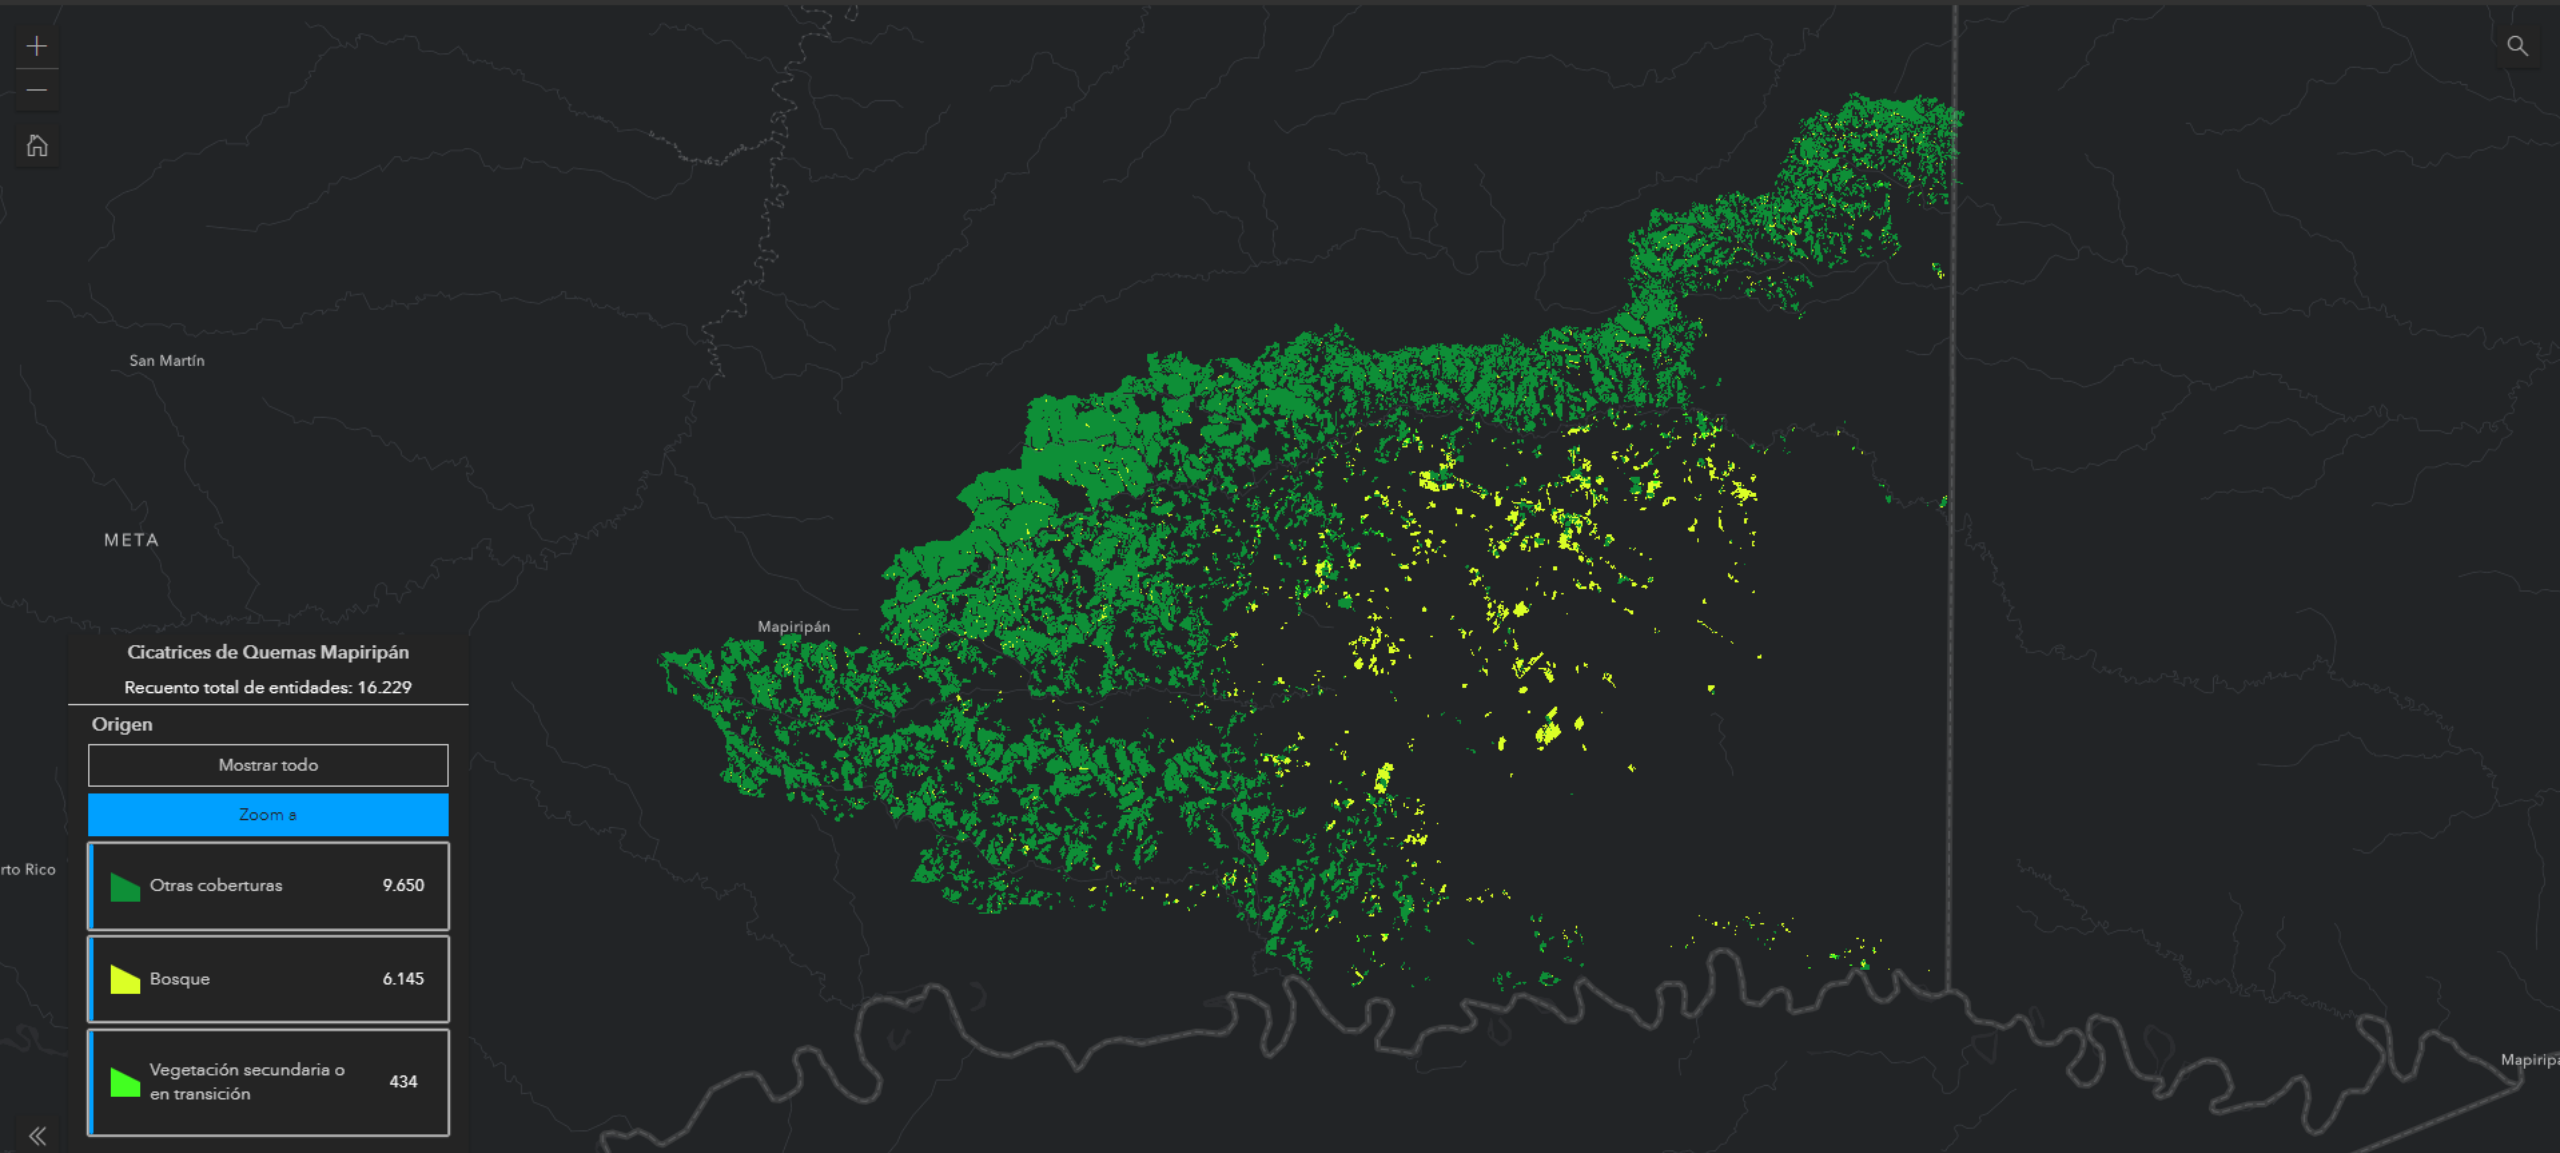 San Martín
META
Mapiripán
Cicatrices de Quemas Mapiripán
Recuento total de entidades: 16.229
Origen
Mostrar todo
Zoom a
Otras coberturas 9.650
rto Rico
Bosque 6.145
Vegetación secundaria o
en transición 434
Mapiripa